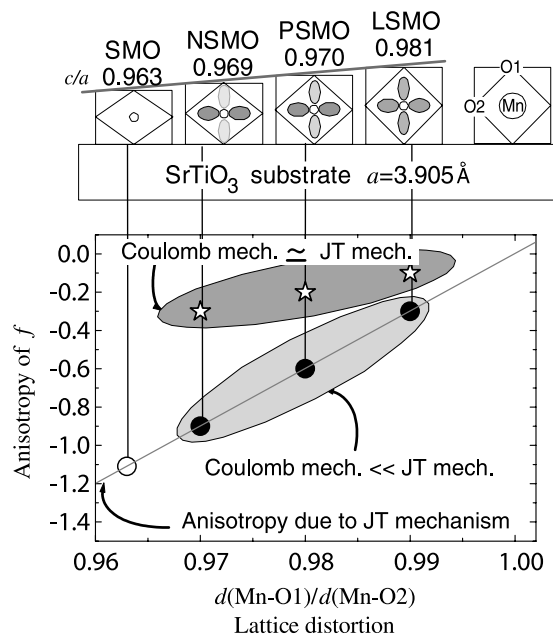 SMO NSMO PSMO LSMO
c/a 0.963 0.969 0.970 0.981
O1
O2 Mn
SrTiO3 substrate a=3.905Å
Coulomb mech. ≃ JT mech.
0.0
-0.2
-0.4
-0.6
-0.8
-1.0
-1.2
-1.4
Anisotropy of f
Coulomb mech. << JT mech.
Anisotropy due to JT mechanism
0.96 0.97 0.98 0.99 1.00
d(Mn-O1)/d(Mn-O2)
Lattice distortion